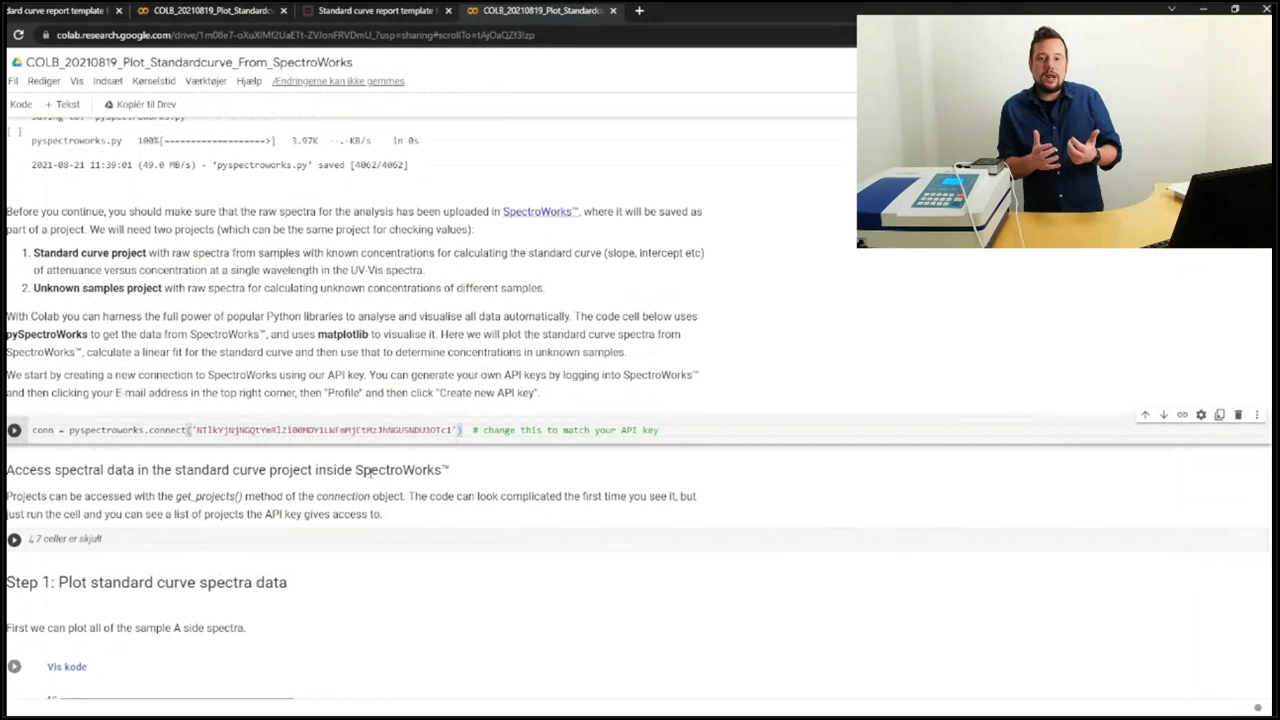 dard curve report template
COLB_20210819_Plot_Standardc
Standard curve report template
COLB_20210819_Plot_Standardc
colab.research.google.com/drive/
COLB_20210819_Plot_Standardcurve_From_SpectroWorks
Fil Rediger Vis Indsæt Kørselstid Værktøjer Hjælp Ændringerne kan ikke gemmes
Kode + Tekst Kopiér til Drev
pyspectroworks.py 100%[------------------->] 3.97K --.-KB/s in 0s
2021-08-21 11:39:01 (49.0 MB/s) - ‘pyspectroworks.py’ saved [4062/4062]
Before you continue, you should make sure that the raw spectra for the analysis has been uploaded in SpectroWorks™, where it will be saved as
part of a project. We will need two projects (which can be the same project for checking values):
1. Standard curve project with raw spectra from samples with known concentrations for calculating the standard curve (slope, intercept etc)
of attenuance versus concentration at a single wavelength in the UV-Vis spectra.
2. Unknown samples project with raw spectra for calculating unknown concentrations of different samples.
With Colab you can harness the full power of popular Python libraries to analyse and visualise all data automatically. The code cell below uses
pySpectroWorks to get the data from SpectroWorks™, and uses matplotlib to visualise it. Here we will plot the standard curve spectra from
SpectroWorks™, calculate a linear fit for the standard curve and then use that to determine concentrations in unknown samples.
We start by creating a new connection to SpectroWorks using our API key. You can generate your own API keys by logging into SpectroWorks™
and then clicking your E-mail address in the top right corner, then "Profile" and then click "Create new API key".
conn = pyspectroworks.connect( # change this to match your API key
Access spectral data in the standard curve project inside SpectroWorks™
Projects can be accessed with the get_projects() method of the connection object. The code can look complicated the first time you see it, but
just run the cell and you can see a list of projects the API key gives access to.
↳ 7 celler er skjult
Step 1: Plot standard curve spectra data
First we can plot all of the sample A side spectra.
Vis kode